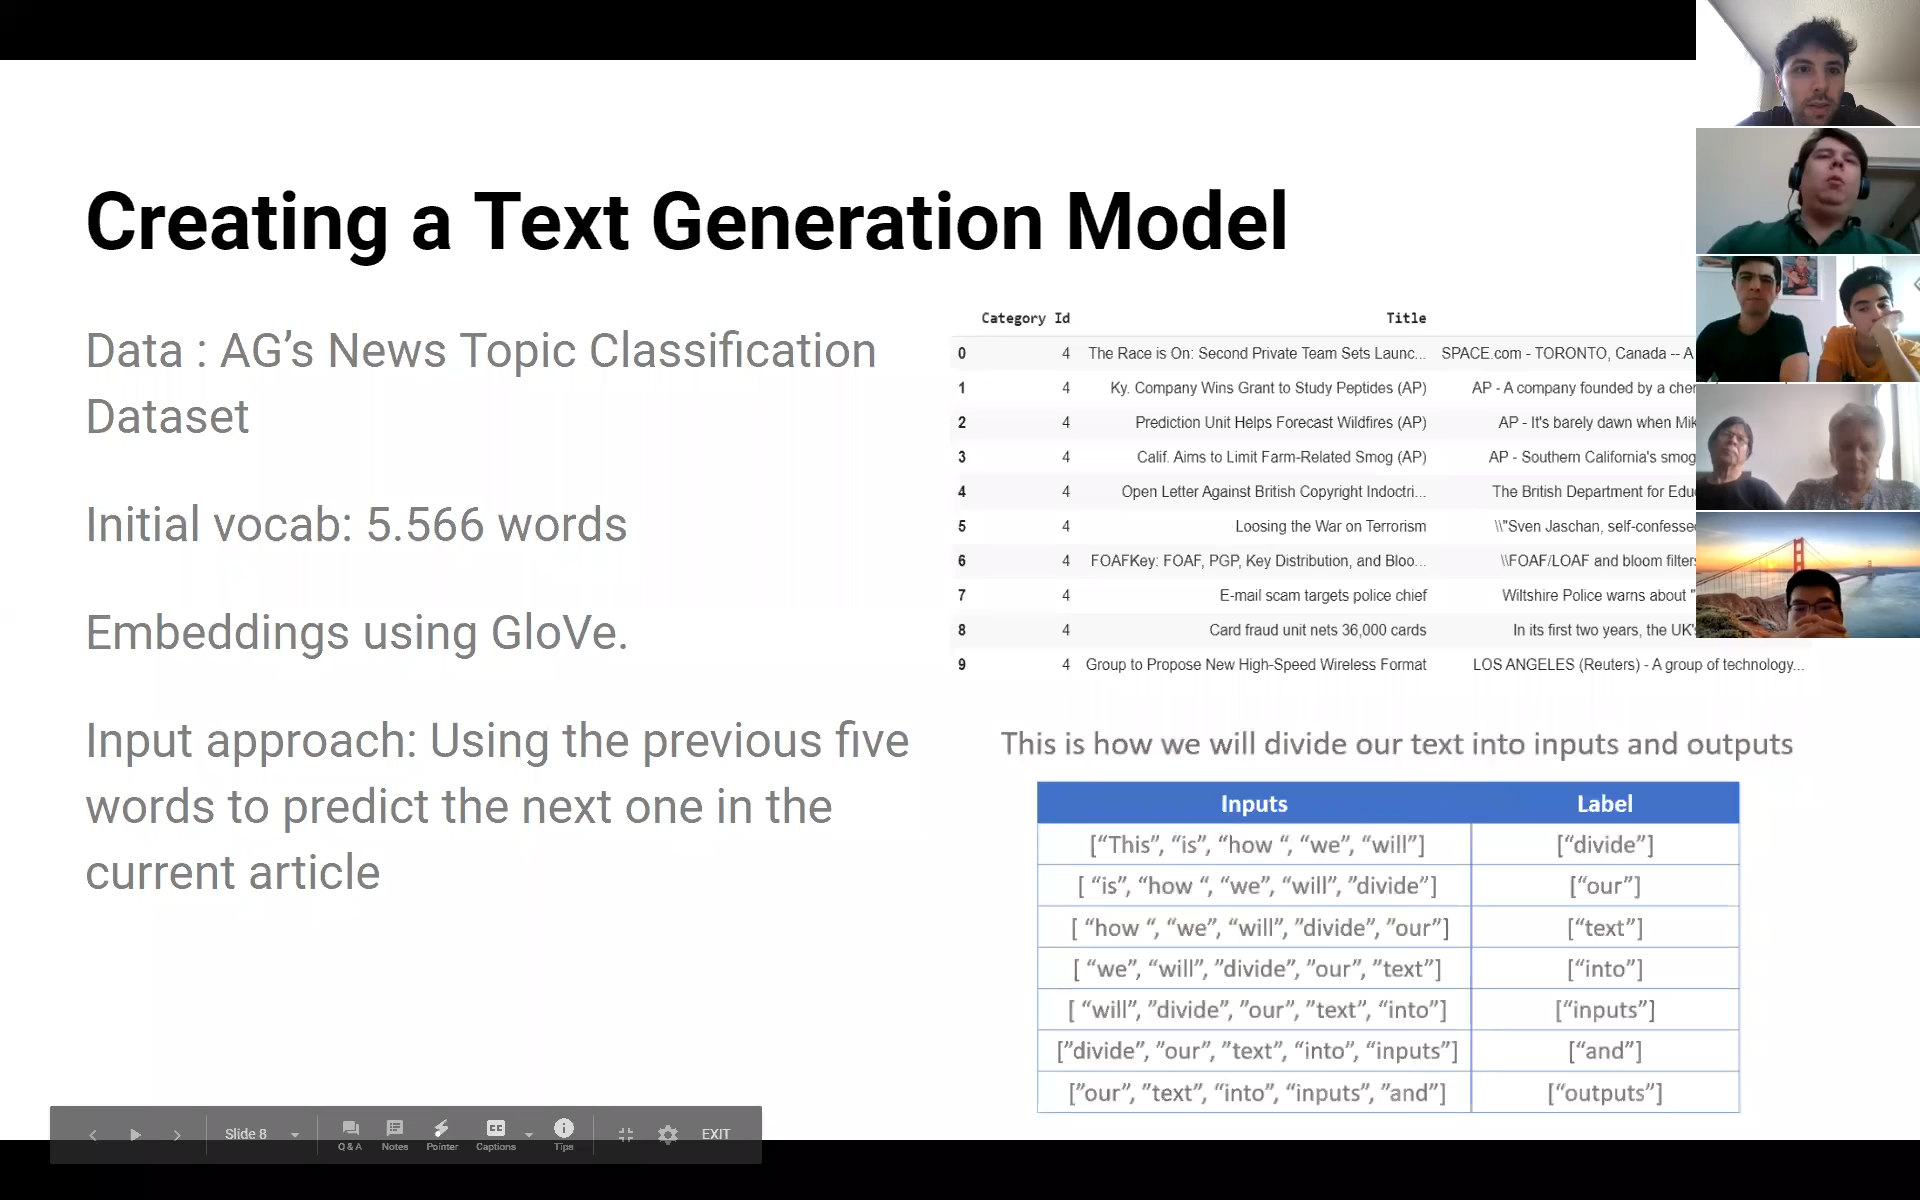 Creating a Text Generation Model
Data : AG’s News Topic Classification
Dataset
Initial vocab: 5.566 words
Embeddings using GloVe.
Input approach: Using the previous five
words to predict the next one in the
current article
Category Id Title
0 4 The Race is On: Second Private Team Sets Launc... SPACE.com - TORONTO, Canada -- A
1 4 Ky. Company Wins Grant to Study Peptides (AP) AP - A company founded by a
2 4 Prediction Unit Helps Forecast Wildfires (AP) AP - It's barely dawn when
3 4 Calif. Aims to Limit Farm-Related Smog (AP) AP - Southern California's smog
4 4 Open Letter Against British Copyright Indoctri... The British Department for
5 4 Loosing the War on Terrorism \\"Sven Jaschan,
6 4 FOAFKey: FOAF, PGP, Key Distribution, and Bloo... \\FOAF/LOAF and bloom
7 4 E-mail scam targets police chief Wiltshire Police warns about "
8 4 Card fraud unit nets 36,000 cards In its first two years, the
9 4 Group to Propose New High-Speed Wireless Format LOS ANGELES (Reuters) - A group of technology...
This is how we will divide our text into inputs and outputs
Inputs Label
[“This”, “is”, “how “, “we”, “will”] [“divide”]
[ “is”, “how “, “we”, “will”, ”divide”] [“our”]
[ “how “, “we”, “will”, ”divide”, ”our”] [“text”]
[ “we”, “will”, ”divide”, ”our”, ”text”] [“into”]
[ “will”, ”divide”, ”our”, ”text”, “into”] [“inputs”]
[”divide”, ”our”, ”text”, “into”, “inputs”] [“and”]
[”our”, ”text”, “into”, “inputs”, ”and”] [“outputs”]
Slide 8 Q & A Notes Pointer Captions Tips EXIT